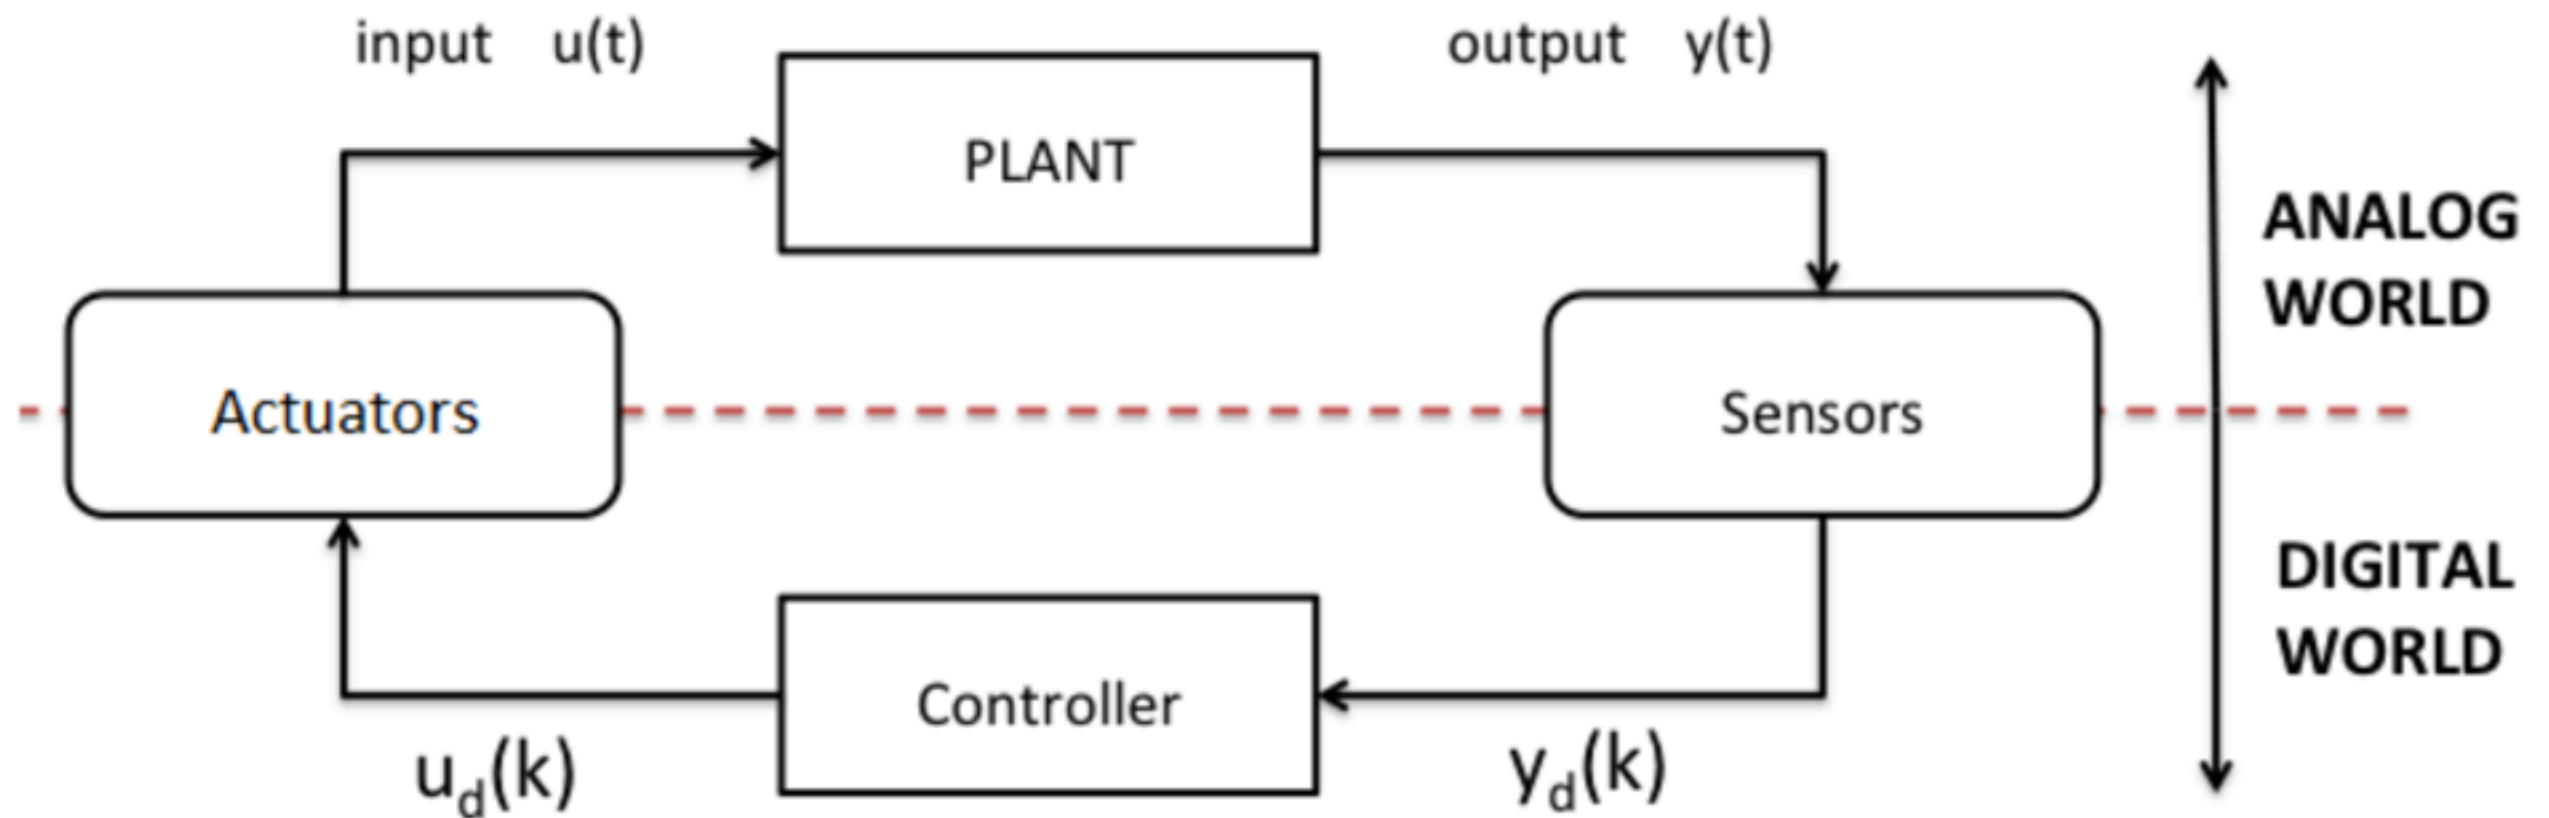 input u(t)
output y(t)
PLANT
ANALOG
WORLD
Actuators
Sensors
DIGITAL
WORLD
Controller
u_d(k)
y_d(k)